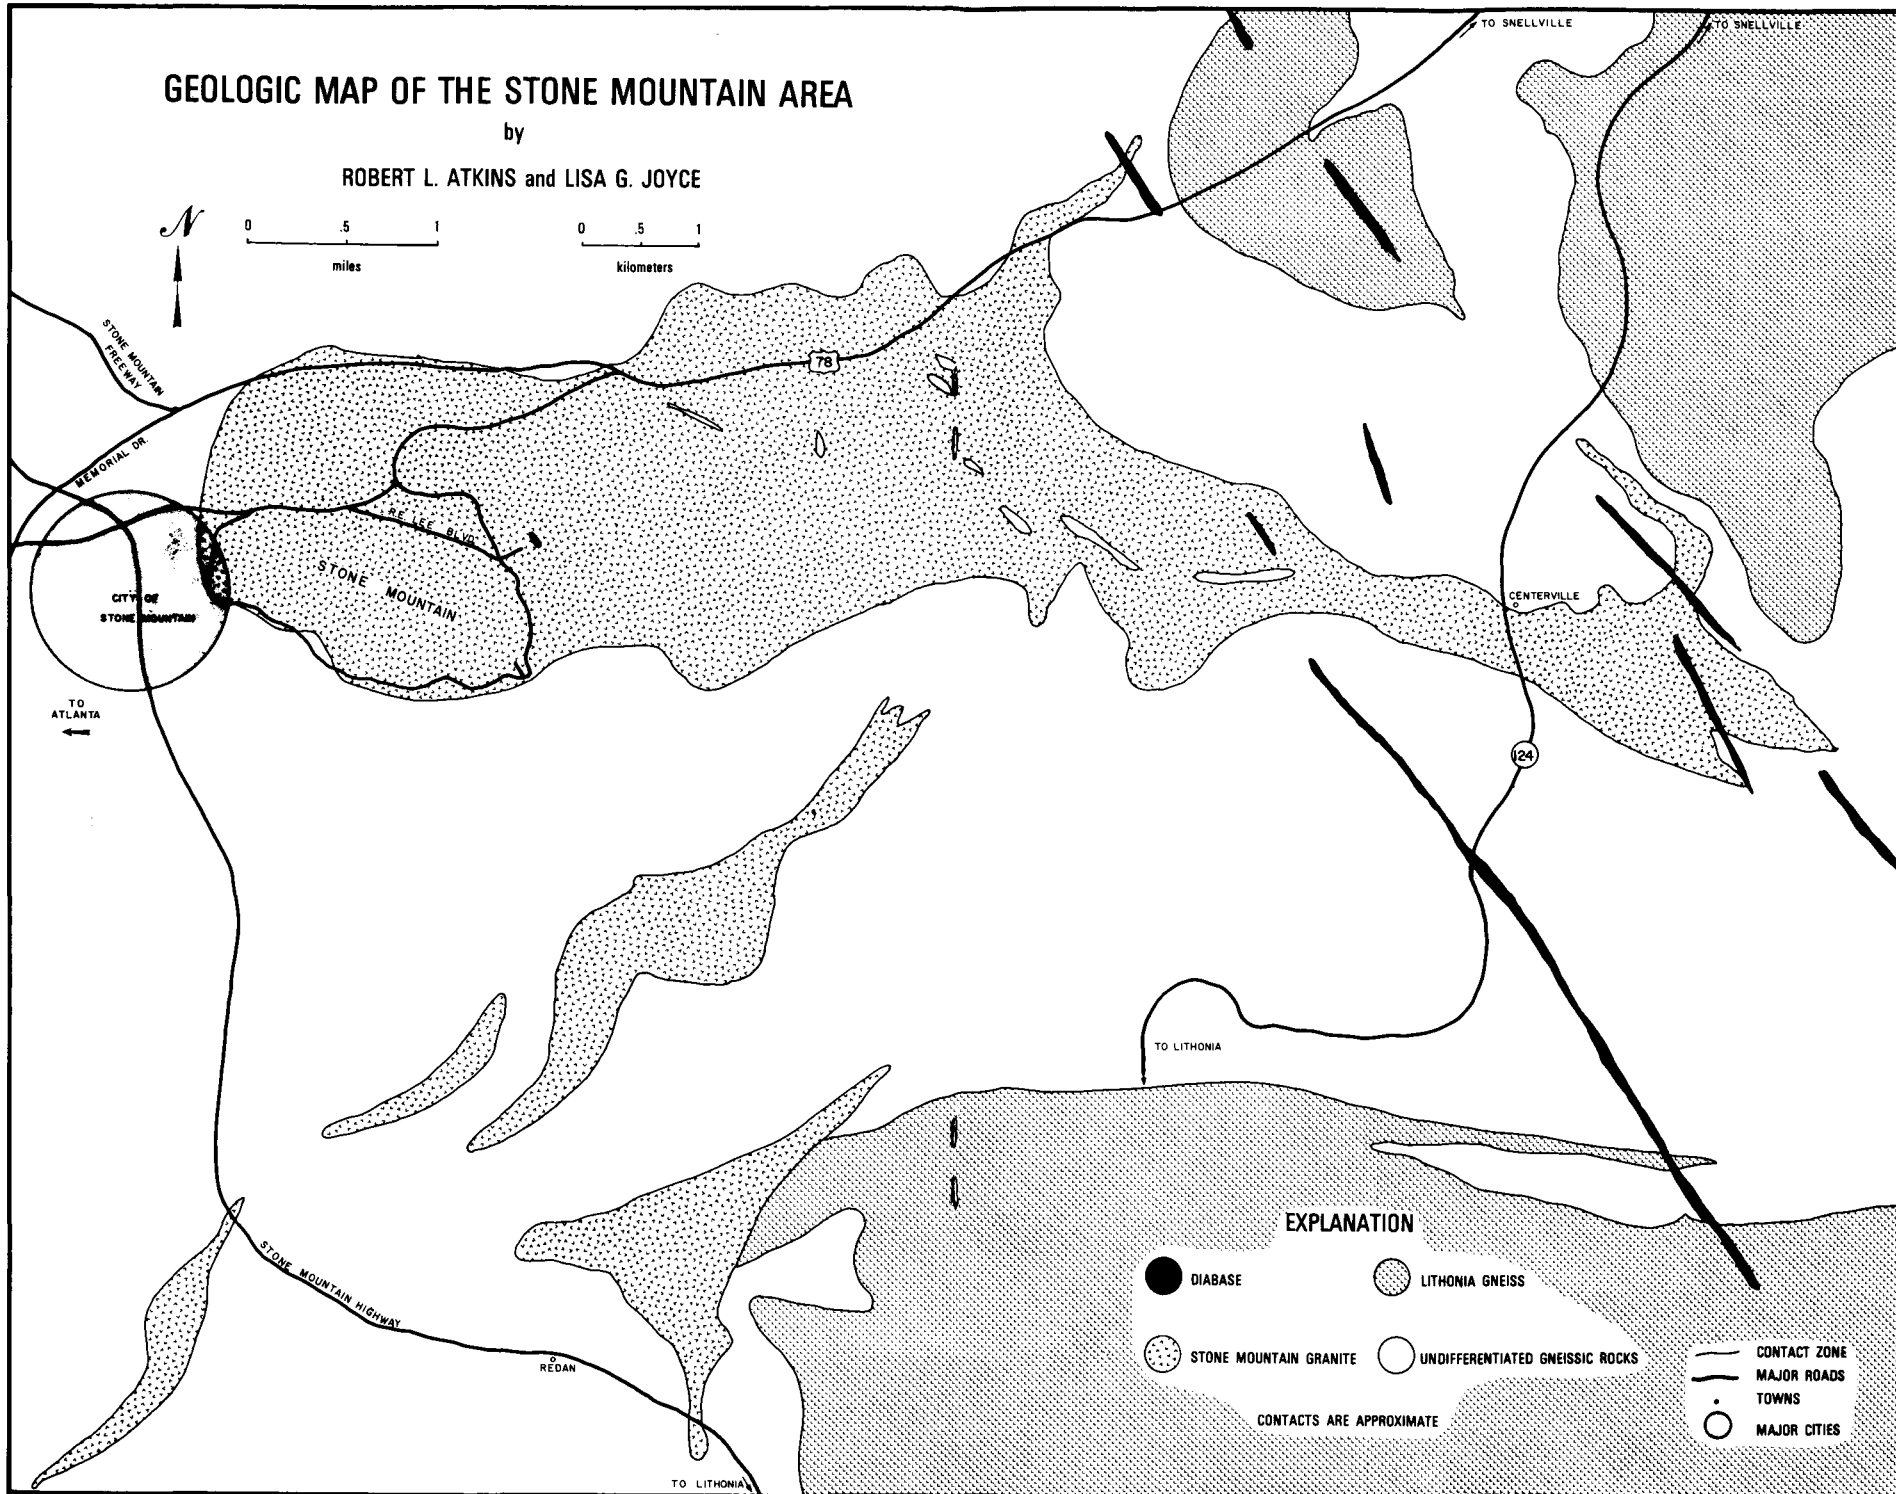 GEOLOGIC MAP OF THE STONE MOUNTAIN AREA
by
ROBERT L. ATKINS and LISA G. JOYCE
N
0 .5 1
miles
0 .5 1
kilometers
TO SNELLVILLE
TO SNELLVILLE
STONE MOUNTAIN
FREEWAY
MEMORIAL DR.
78
R E LEE BLVD
STONE MOUNTAIN
CITY OF
STONE MOUNTAIN
TO
ATLANTA
CENTERVILLE
124
TO LITHONIA
STONE MOUNTAIN HIGHWAY
REDAN
TO LITHONIA
EXPLANATION
DIABASE
LITHONIA GNEISS
STONE MOUNTAIN GRANITE
UNDIFFERENTIATED GNEISSIC ROCKS
CONTACTS ARE APPROXIMATE
CONTACT ZONE
MAJOR ROADS
TOWNS
MAJOR CITIES